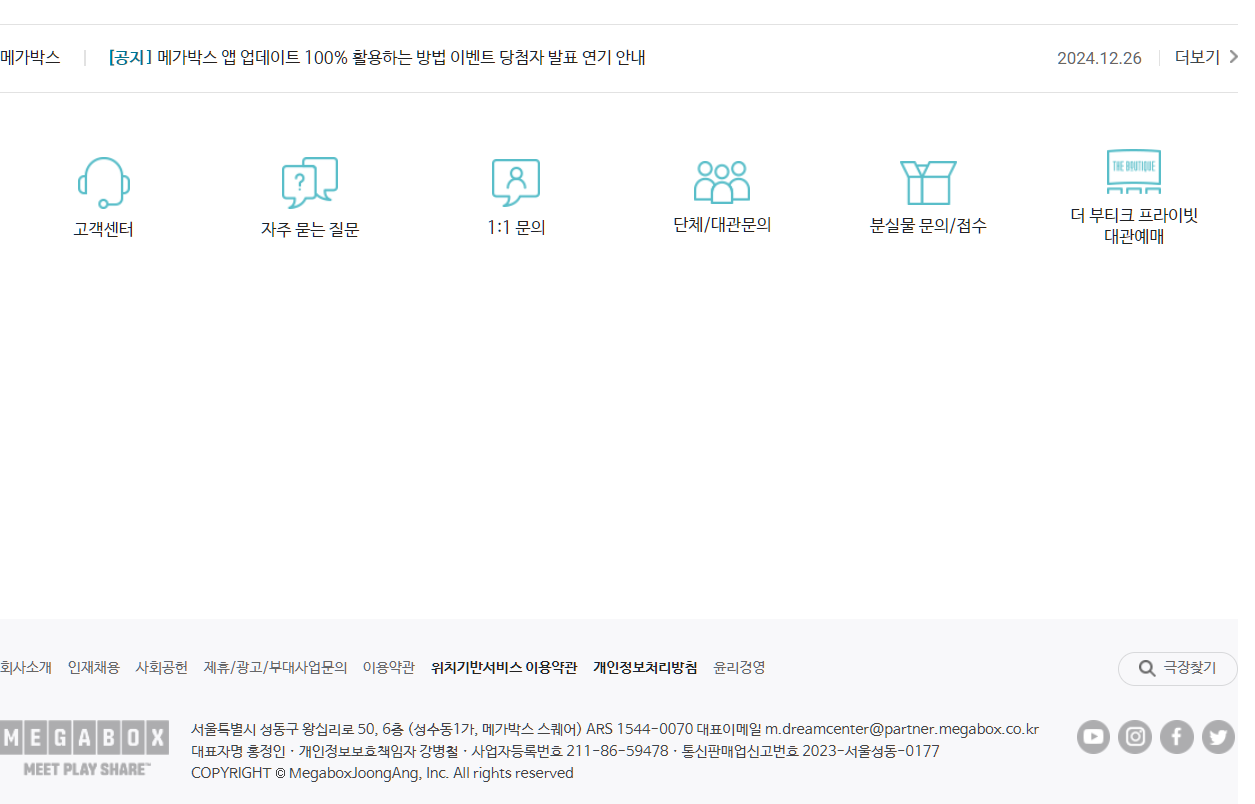 메가박스 [공지] 메가박스 앱 업데이트 100% 활용하는 방법 이벤트 당첨자 발표 연기 안내 2024.12.26 더보기
THE BOUTIQUE
고객센터 자주 묻는 질문 1:1 문의 단체/대관문의 분실물 문의/접수 더 부티크 프라이빗
대관예매
회사소개 인재채용 사회공헌 제휴/광고/부대사업문의 이용약관 위치기반서비스 이용약관 개인정보처리방침 윤리경영 극장찾기
MEGABOX
MEET PLAY SHARE™
서울특별시 성동구 왕십리로 50, 6층 (성수동1가, 메가박스 스퀘어) ARS 1544-0070 대표이메일 m.dreamcenter@partner.megabox.co.kr
대표자명 홍정인 · 개인정보보호책임자 강병철 · 사업자등록번호 211-86-59478 · 통신판매업신고번호 2023-서울성동-0177
COPYRIGHT © MegaboxJoongAng, Inc. All rights reserved